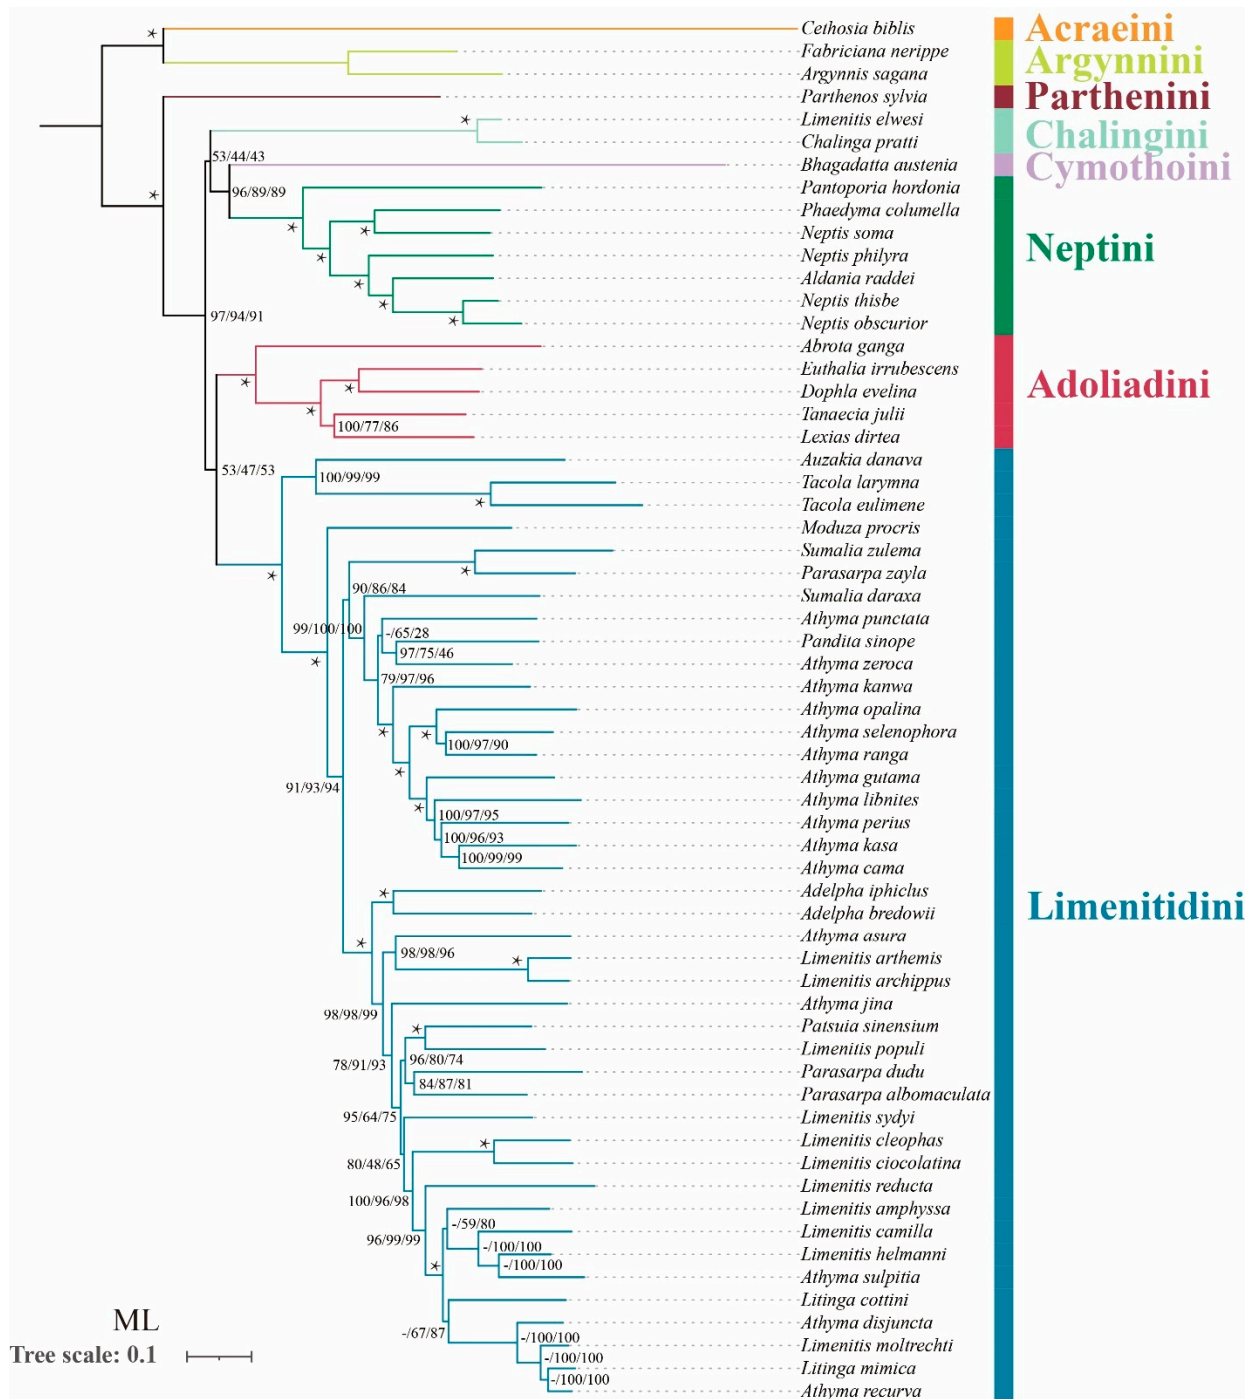 Cethosia biblis
Acraeini
Fabriciana nerippe
Argynnini
Argynnis sagana
Parthenos sylvia
Parthenini
Limenitis elwesi
Chalingini
Chalinga pratti
53/44/43
Bhagadatta austenia
Cymothoini
96/89/89
Pantoporia hordonia
Phaedyma columella
Neptis soma
Neptini
Neptis philyra
Aldania raddei
Neptis thisbe
97/94/91
Neptis obscurior
Abrota ganga
Euthalia irrubescens
Adoliadini
Dophla evelina
Tanaecia julii
100/77/86
Lexias dirtea
Auzakia danava
53/47/53
100/99/99
Tacola larymna
Tacola eulimene
Moduza procris
Sumalia zulema
Parasarpa zayla
90/86/84
Sumalia daraxa
Athyma punctata
99/100/100
-/65/28
Pandita sinope
97/75/46
Athyma zeroca
79/97/96
Athyma kanwa
Athyma opalina
Athyma selenophora
100/97/90
Athyma ranga
Athyma gutama
91/93/94
Athyma libnites
100/97/95
Athyma perius
100/96/93
Athyma kasa
100/99/99
Athyma cama
Adelpha iphiclus
Limenitidini
Adelpha bredowii
Athyma asura
98/98/96
Limenitis arthemis
Limenitis archippus
Athyma jina
98/98/99
Patsuia sinensium
Limenitis populi
96/80/74
78/91/93
Parasarpa dudu
84/87/81
Parasarpa albomaculata
95/64/75
Limenitis sydyi
Limenitis cleophas
80/48/65
Limenitis ciocolatina
Limenitis reducta
100/96/98
Limenitis amphyssa
-/59/80
Limenitis camilla
96/99/99
-/100/100
Limenitis helmanni
-/100/100
Athyma sulpitia
Litinga cottini
ML
Athyma disjuncta
-/67/87
-/100/100
Limenitis moltrechti
Tree scale: 0.1
-/100/100
Litinga mimica
-/100/100
Athyma recurva